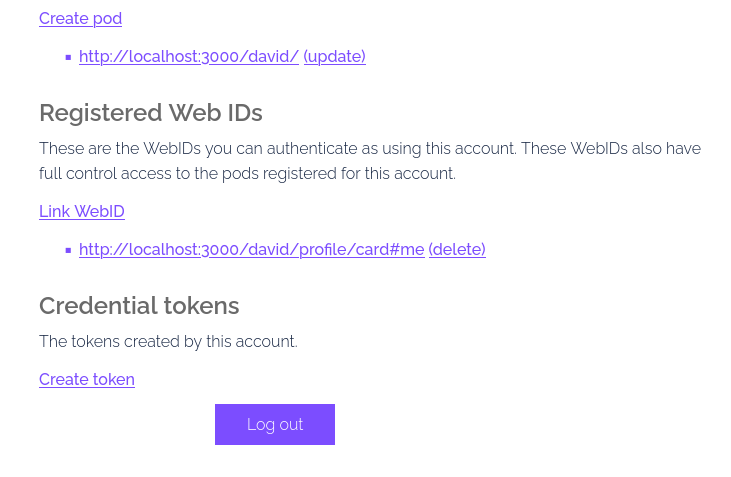 Create pod
http://localhost:3000/david/ (update)
Registered Web IDs
These are the WebIDs you can authenticate as using this account. These WebIDs also have
full control access to the pods registered for this account.
Link WebID
http://localhost:3000/david/profile/card#me (delete)
Credential tokens
The tokens created by this account.
Create token
Log out